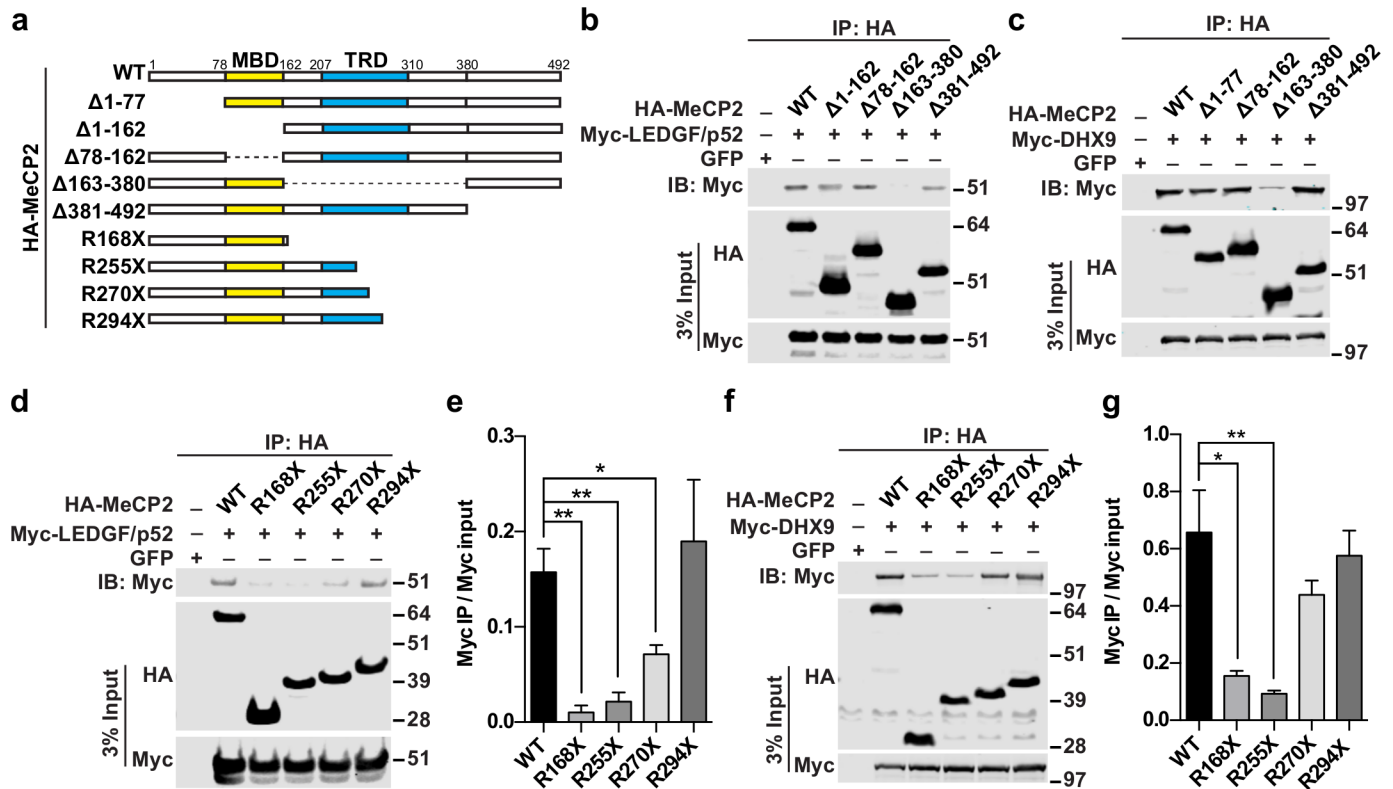 a
HA-MeCP2
1 78 MBD 162 207 TRD 310 380 492
WT
Δ1-77
Δ1-162
Δ78-162
Δ163-380
Δ381-492
R168X
R255X
R270X
R294X
b
IP: HA
WT Δ1-162 Δ78-162 Δ163-380 Δ381-492
HA-MeCP2 –
Myc-LEDGF/p52 – + + + + +
GFP + – – – – –
IB: Myc –51
3% Input
HA
–64
–51
Myc –51
c
IP: HA
WT Δ1-77 Δ78-162 Δ163-380 Δ381-492
HA-MeCP2 –
Myc-DHX9 – + + + + +
GFP + – – – – –
IB: Myc
–97
3% Input
HA
–64
–51
Myc
–97
d
IP: HA
WT R168X R255X R270X R294X
HA-MeCP2 –
Myc-LEDGF/p52 – + + + + +
GFP + – – – – –
IB: Myc –51
3% Input
HA
–64
–51
–39
–28
Myc –51
e
Myc IP / Myc input
0.3
0.2
0.1
0.0
*
**
**
WT R168X R255X R270X R294X
f
IP: HA
WT R168X R255X R270X R294X
HA-MeCP2 –
Myc-DHX9 – + + + + +
GFP + – – – – –
IB: Myc
–97
3% Input
HA
–64
–51
–39
–28
Myc
–97
g
Myc IP / Myc input
1.0
0.8
0.6
0.4
0.2
0.0
**
*
WT R168X R255X R270X R294X